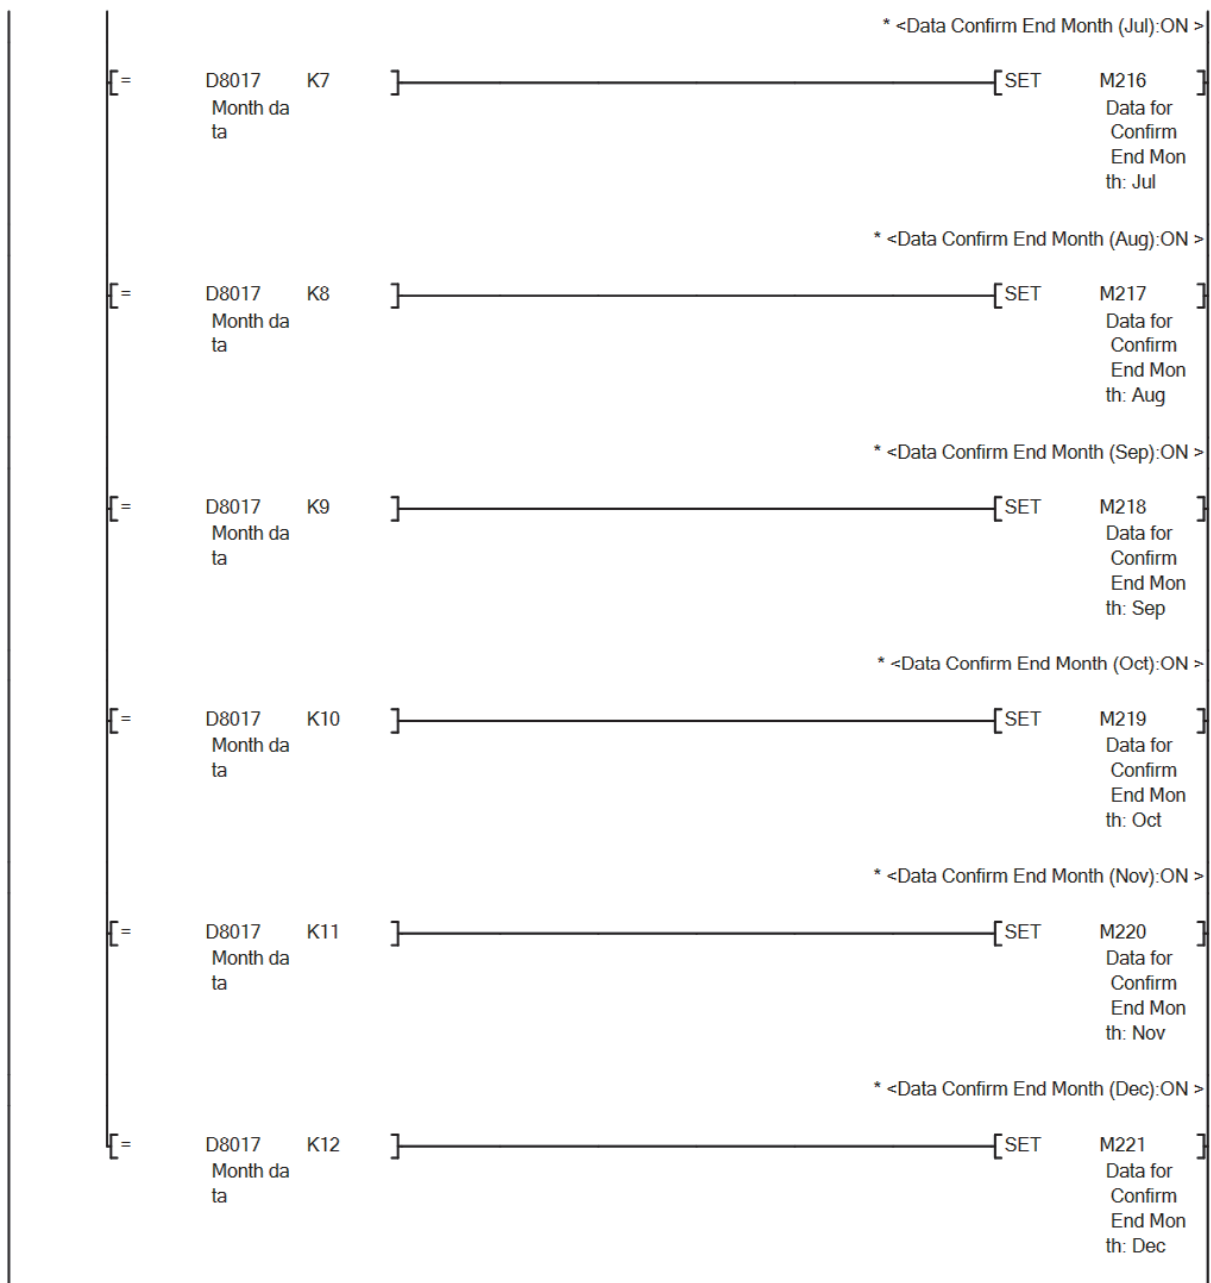 * <Data Confirm End Month (Jul):ON >
= D8017 K7 SET M216
Month da Data for
ta Confirm
End Mon
th: Jul
* <Data Confirm End Month (Aug):ON >
= D8017 K8 SET M217
Month da Data for
ta Confirm
End Mon
th: Aug
* <Data Confirm End Month (Sep):ON >
= D8017 K9 SET M218
Month da Data for
ta Confirm
End Mon
th: Sep
* <Data Confirm End Month (Oct):ON >
= D8017 K10 SET M219
Month da Data for
ta Confirm
End Mon
th: Oct
* <Data Confirm End Month (Nov):ON >
= D8017 K11 SET M220
Month da Data for
ta Confirm
End Mon
th: Nov
* <Data Confirm End Month (Dec):ON >
= D8017 K12 SET M221
Month da Data for
ta Confirm
End Mon
th: Dec